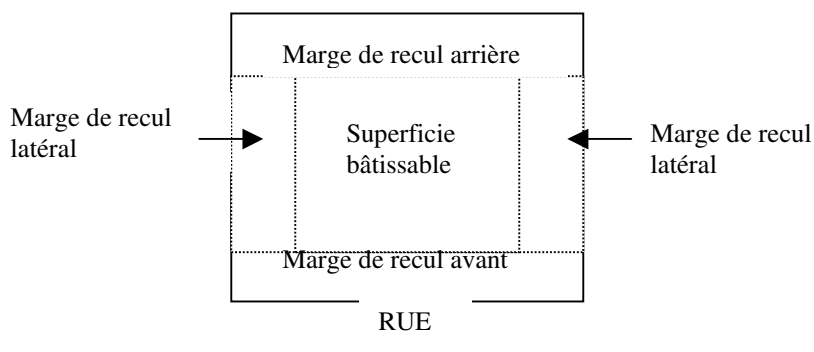 Marge de recul arrière
Marge de recul
latéral
Superficie
bâtissable
Marge de recul
latéral
Marge de recul avant
RUE